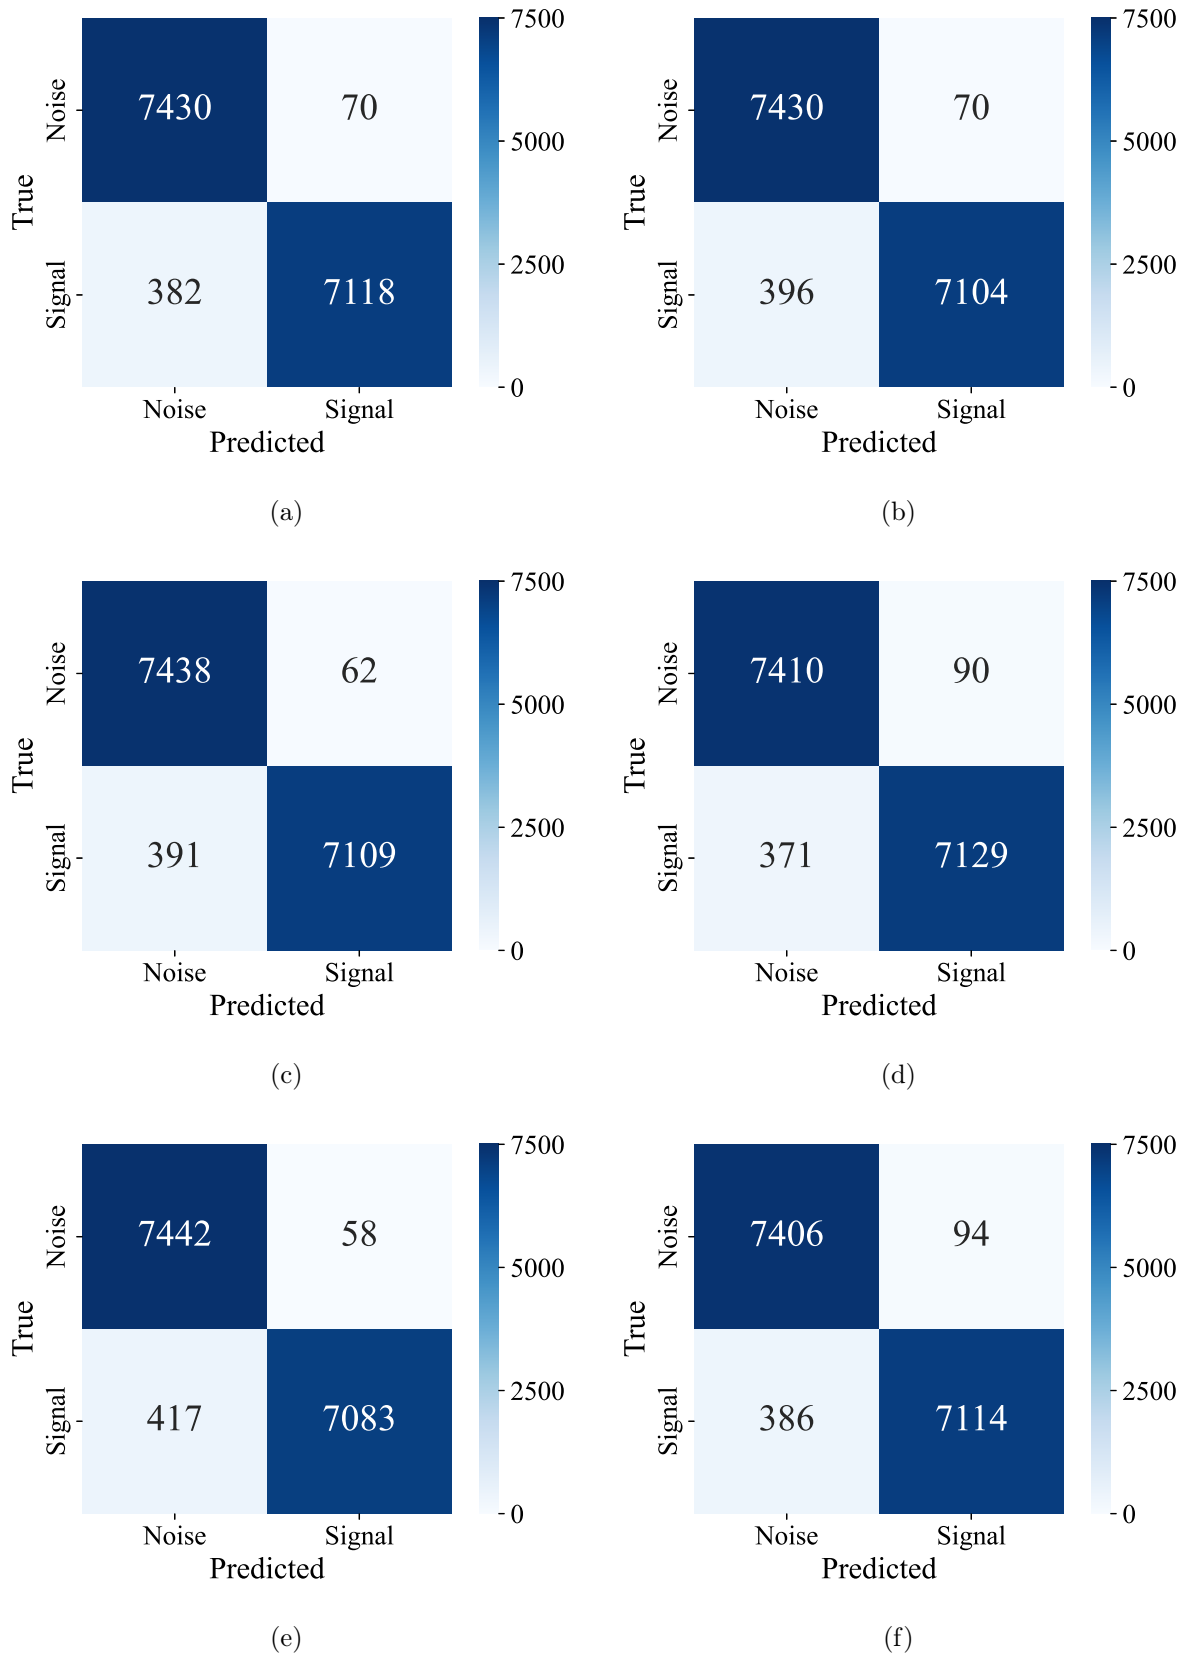 7500
5000
2500
0
True
Noise
Signal
7430 70
382 7118
Noise Signal
Predicted
(a)
7500
5000
2500
0
True
Noise
Signal
7430 70
396 7104
Noise Signal
Predicted
(b)
7500
5000
2500
0
True
Noise
Signal
7438 62
391 7109
Noise Signal
Predicted
(c)
7500
5000
2500
0
True
Noise
Signal
7410 90
371 7129
Noise Signal
Predicted
(d)
7500
5000
2500
0
True
Noise
Signal
7442 58
417 7083
Noise Signal
Predicted
(e)
7500
5000
2500
0
True
Noise
Signal
7406 94
386 7114
Noise Signal
Predicted
(f)